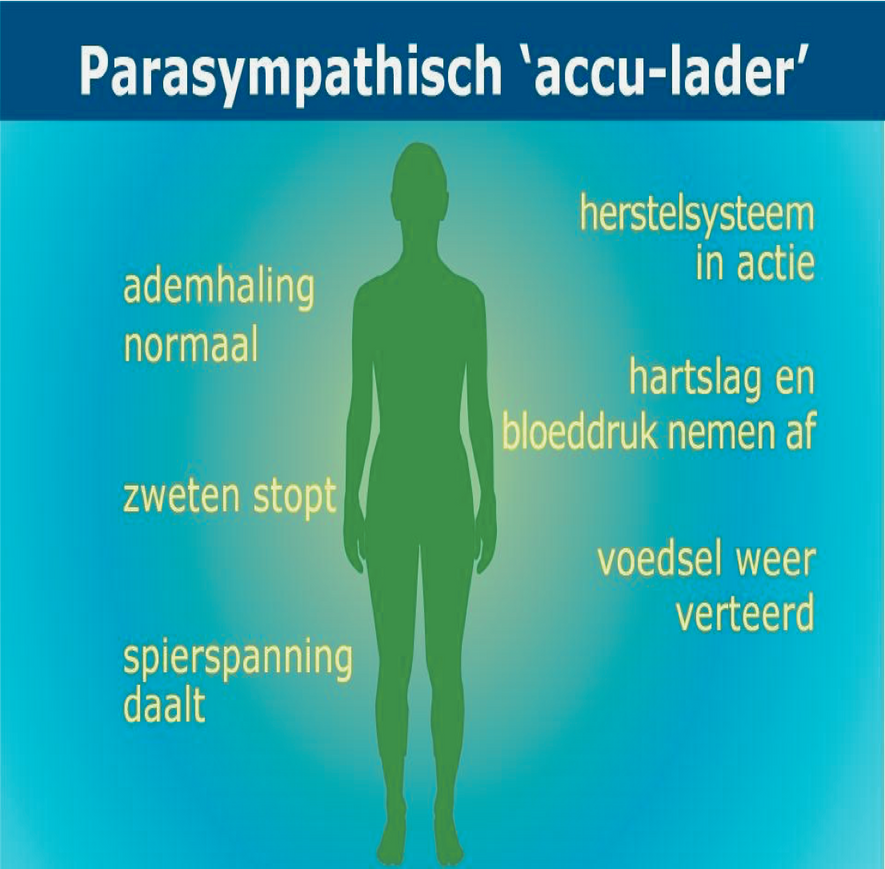 Parasympathisch ‘accu-lader’
ademhaling
normaal
zweten stopt
spierspanning
daalt
herstelsysteem
in actie
hartslag en
bloeddruk nemen af
voedsel weer
verteerd